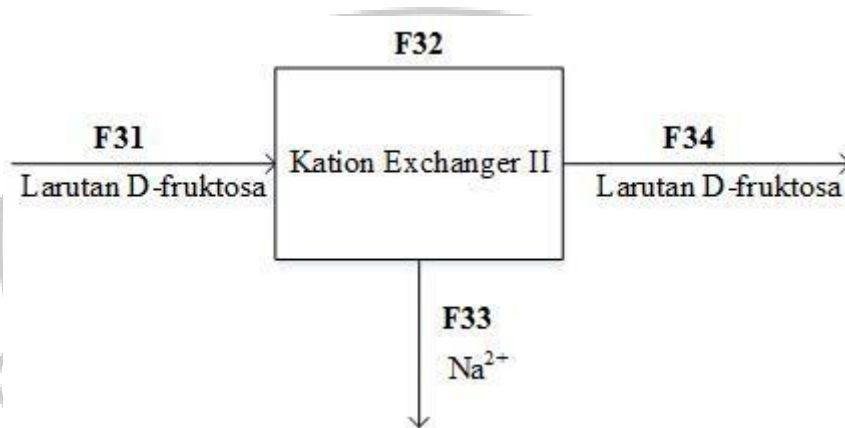 F32
F31
Kation Exchanger II
F34
Larutan D-fruktosa
Larutan D-fruktosa
F33
Na²⁺